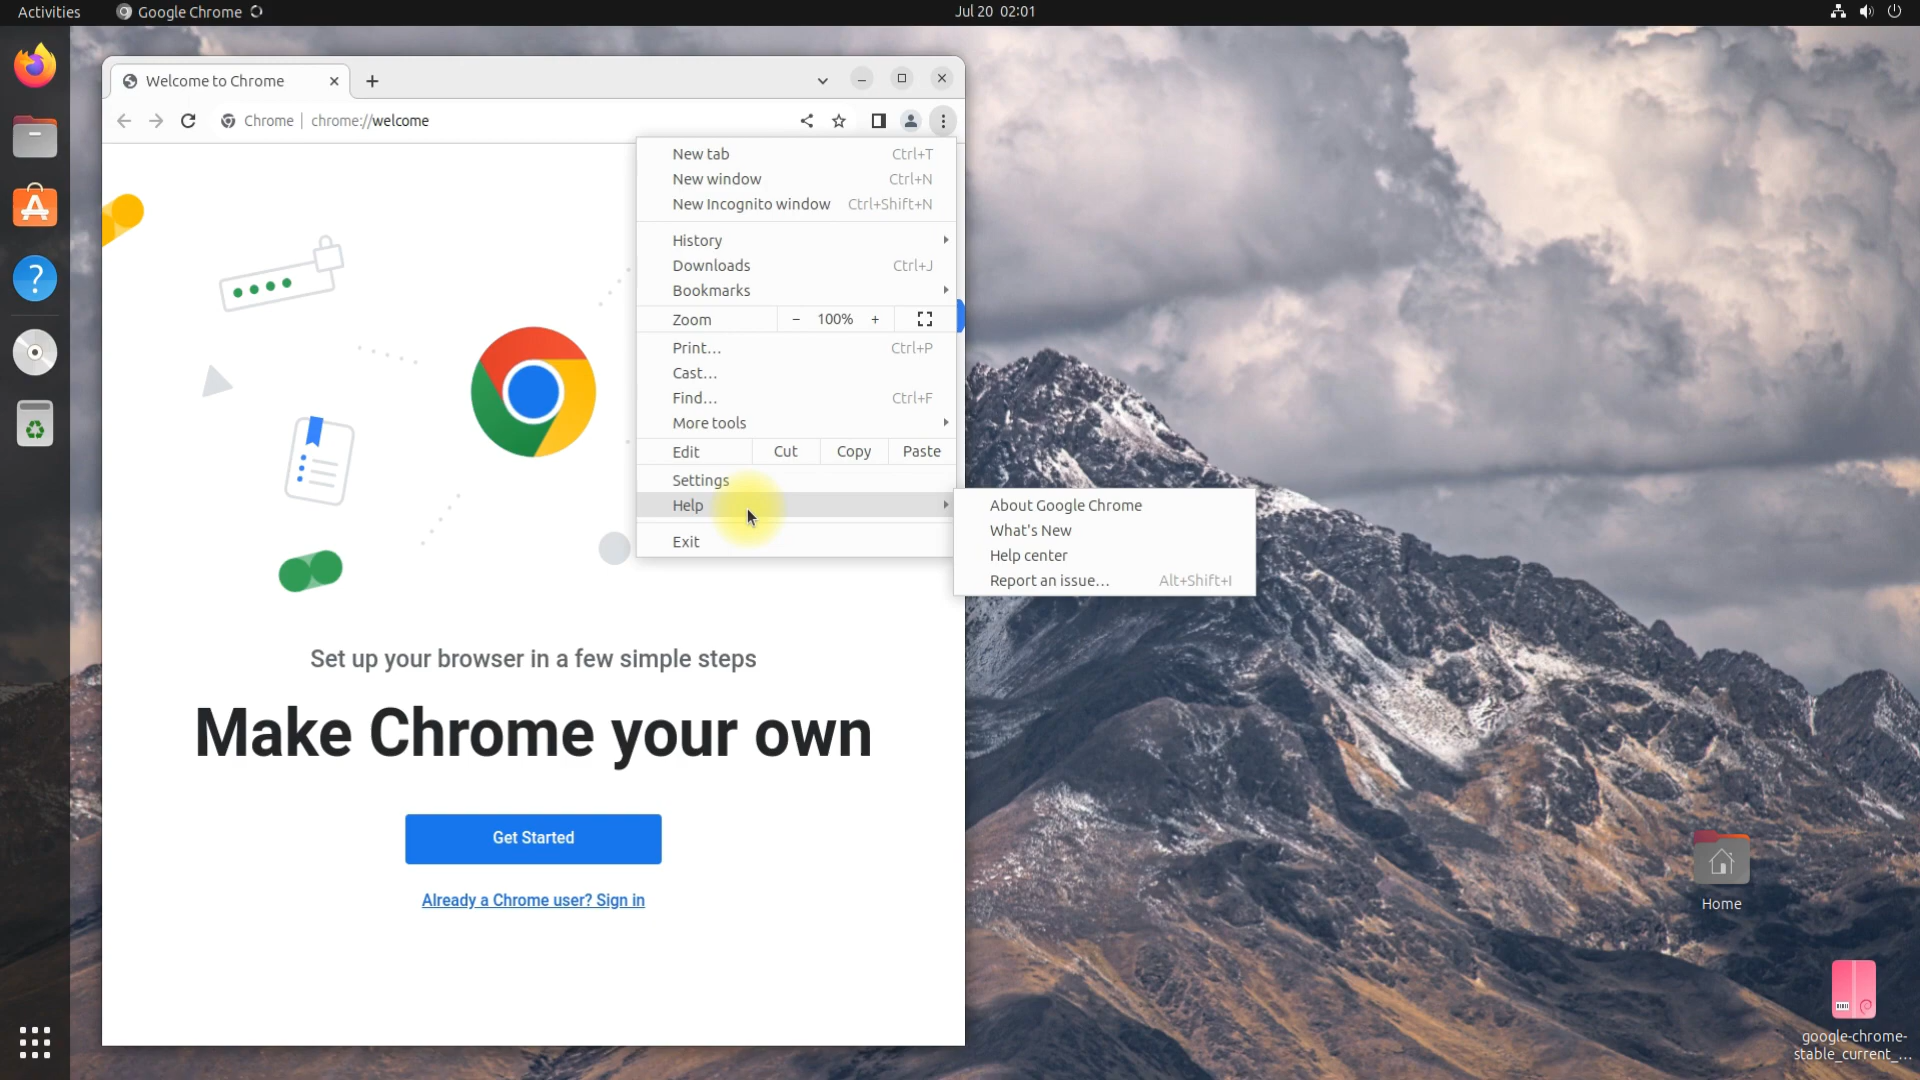 Activities
Google Chrome
Jul 20 02:01
Welcome to Chrome
Chrome
chrome://welcome
New tab Ctrl+T
New window Ctrl+N
New Incognito window Ctrl+Shift+N
History
Downloads Ctrl+J
Bookmarks
Zoom - 100% +
Print... Ctrl+P
Cast...
Find... Ctrl+F
More tools
Edit Cut Copy Paste
Settings
Help
Exit
About Google Chrome
What's New
Help center
Report an issue... Alt+Shift+I
Set up your browser in a few simple steps
Make Chrome your own
Get Started
Already a Chrome user? Sign in
Home
google-chrome-
stable_current_...